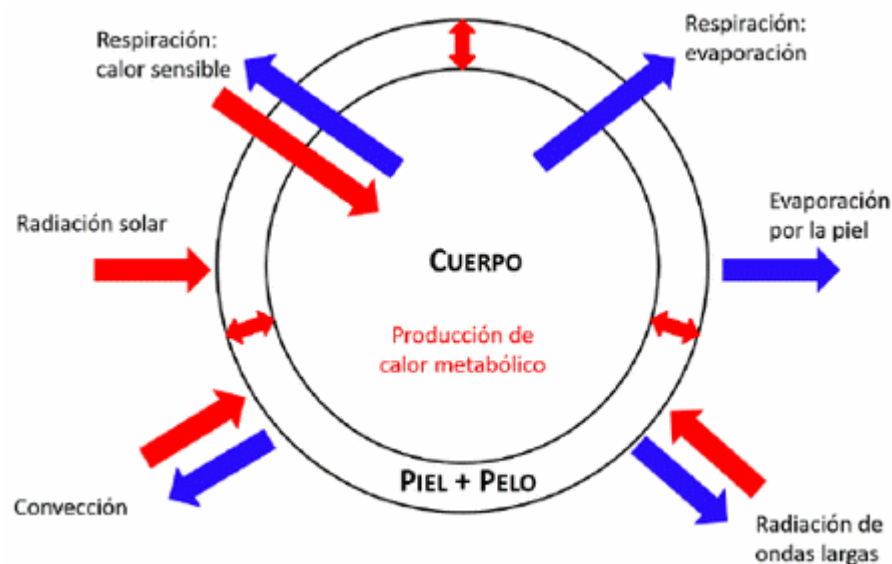 Respiración:
calor sensible
Respiración:
evaporación
Radiación solar
Evaporación
por la piel
CUERPO
Producción de
calor metabólico
PIEL + PELO
Convección
Radiación de
ondas largas